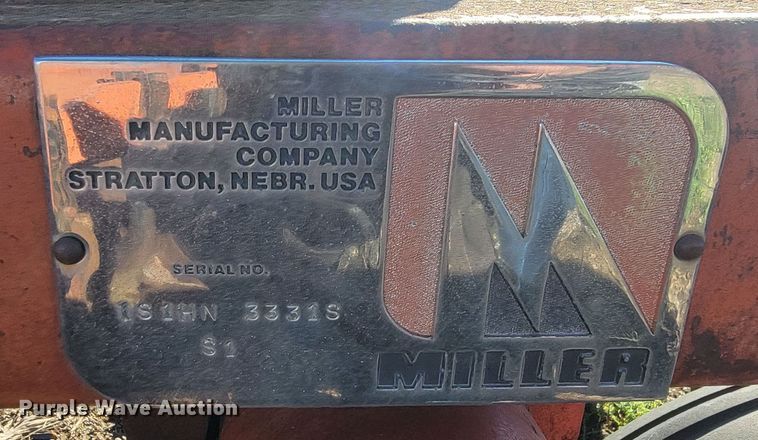 MILLER
MANUFACTURING
COMPANY
STRATTON, NEBR. USA
SERIAL NO.
1S1HN 3331S
S1
MILLER
Purple Wave Auction